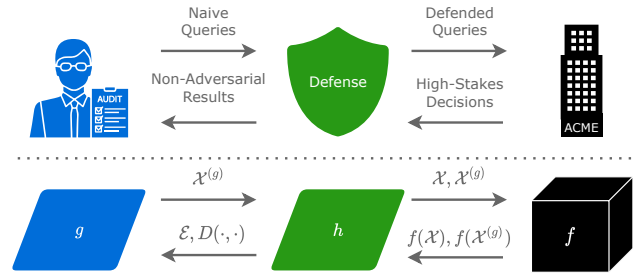 Naive
Queries
Defended
Queries
AUDIT
Non-Adversarial
Results
Defense
High-Stakes
Decisions
ACME
𝒳^{(g)}
𝒳, 𝒳^{(g)}
g
ℰ, D(·,·)
h
f(𝒳), f(𝒳^{(g)})
f